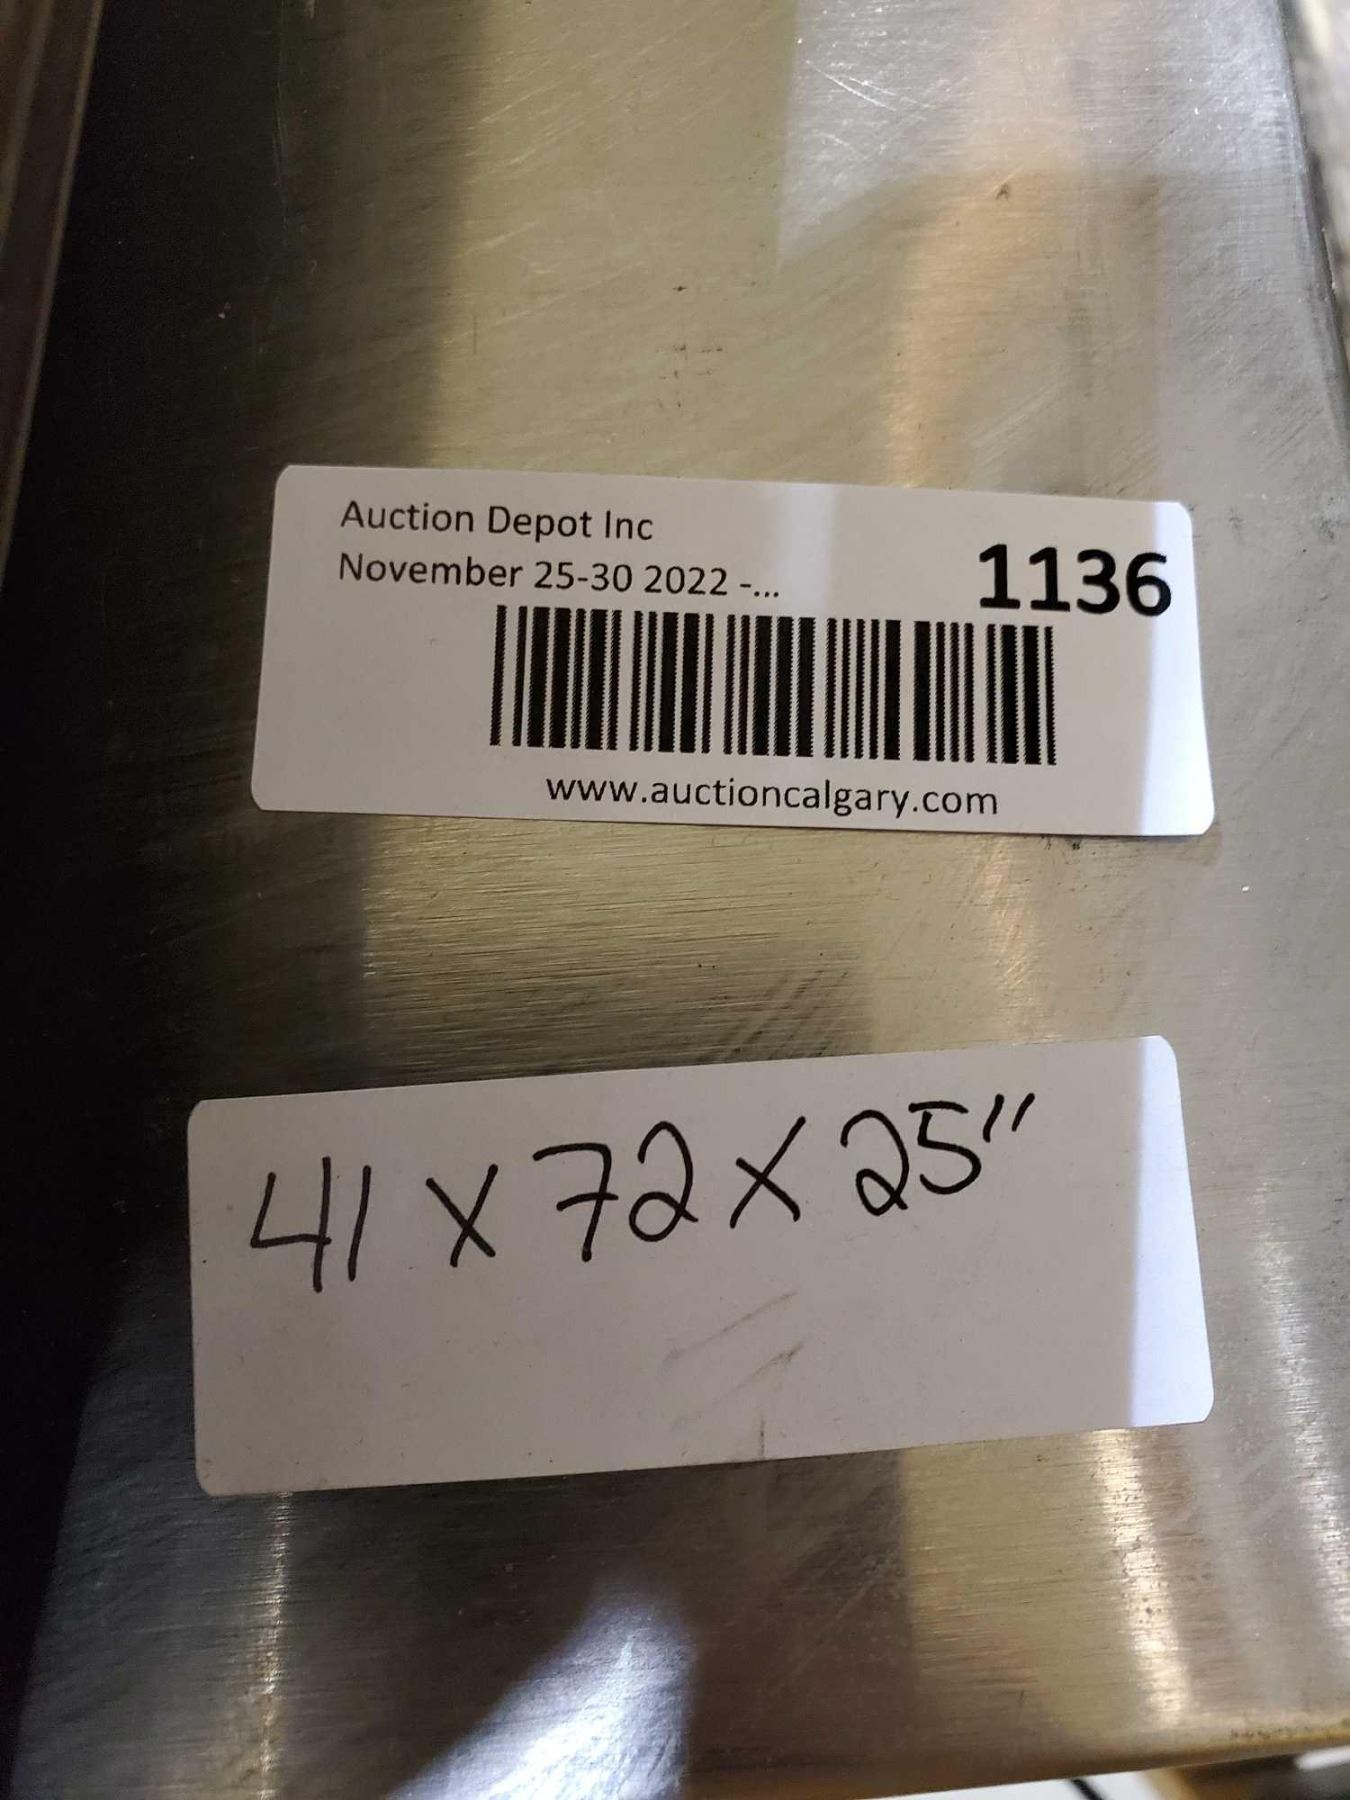 Auction Depot Inc
November 25-30 2022 -...
1136
www.auctioncalgary.com
41 x 72 x 25"